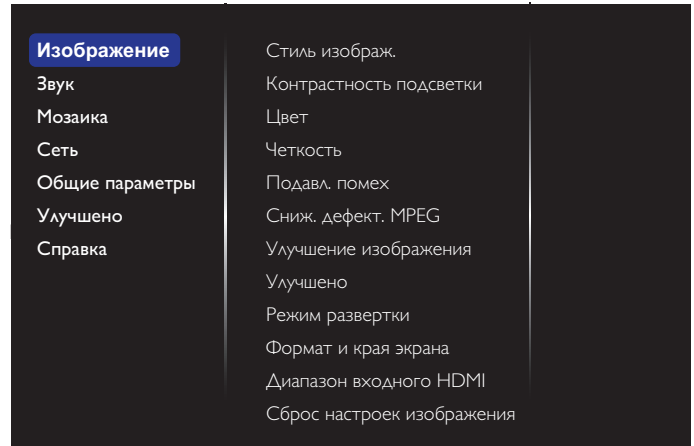 Изображение
Звук
Мозаика
Сеть
Общие параметры
Улучшено
Справка
Стиль изображ.
Контрастность подсветки
Цвет
Четкость
Подавл. помех
Сниж. дефект. MPEG
Улучшение изображения
Улучшено
Режим развертки
Формат и края экрана
Диапазон входного HDMI
Сброс настроек изображения